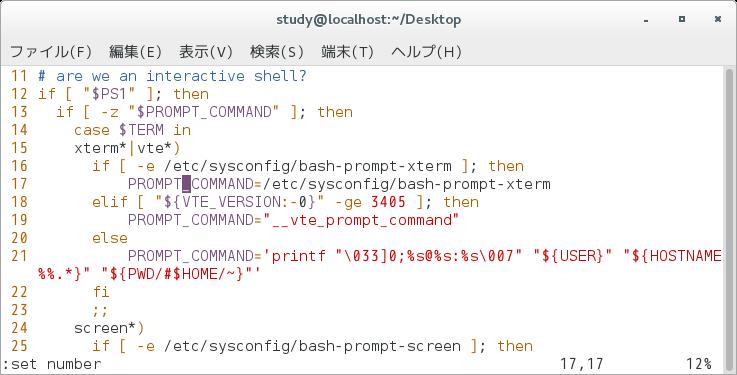 study@localhost:~/Desktop
ファイル(F) 編集(E) 表示(V) 検索(S) 端末(T) ヘルプ(H)
11 # are we an interactive shell?
12 if [ "$PS1" ]; then
13   if [ -z "$PROMPT_COMMAND" ]; then
14     case $TERM in
15     xterm*|vte*)
16       if [ -e /etc/sysconfig/bash-prompt-xterm ]; then
17           PROMPT_COMMAND=/etc/sysconfig/bash-prompt-xterm
18       elif [ "${VTE_VERSION:-0}" -ge 3405 ]; then
19           PROMPT_COMMAND="__vte_prompt_command"
20       else
21           PROMPT_COMMAND='printf "\033]0;%s@%s:%s\007" "${USER}" "${HOSTNAME
%%.*}" "${PWD/#$HOME/~}"'
22       fi
23       ;;
24     screen*)
25       if [ -e /etc/sysconfig/bash-prompt-screen ]; then
:set number 17,17 12%